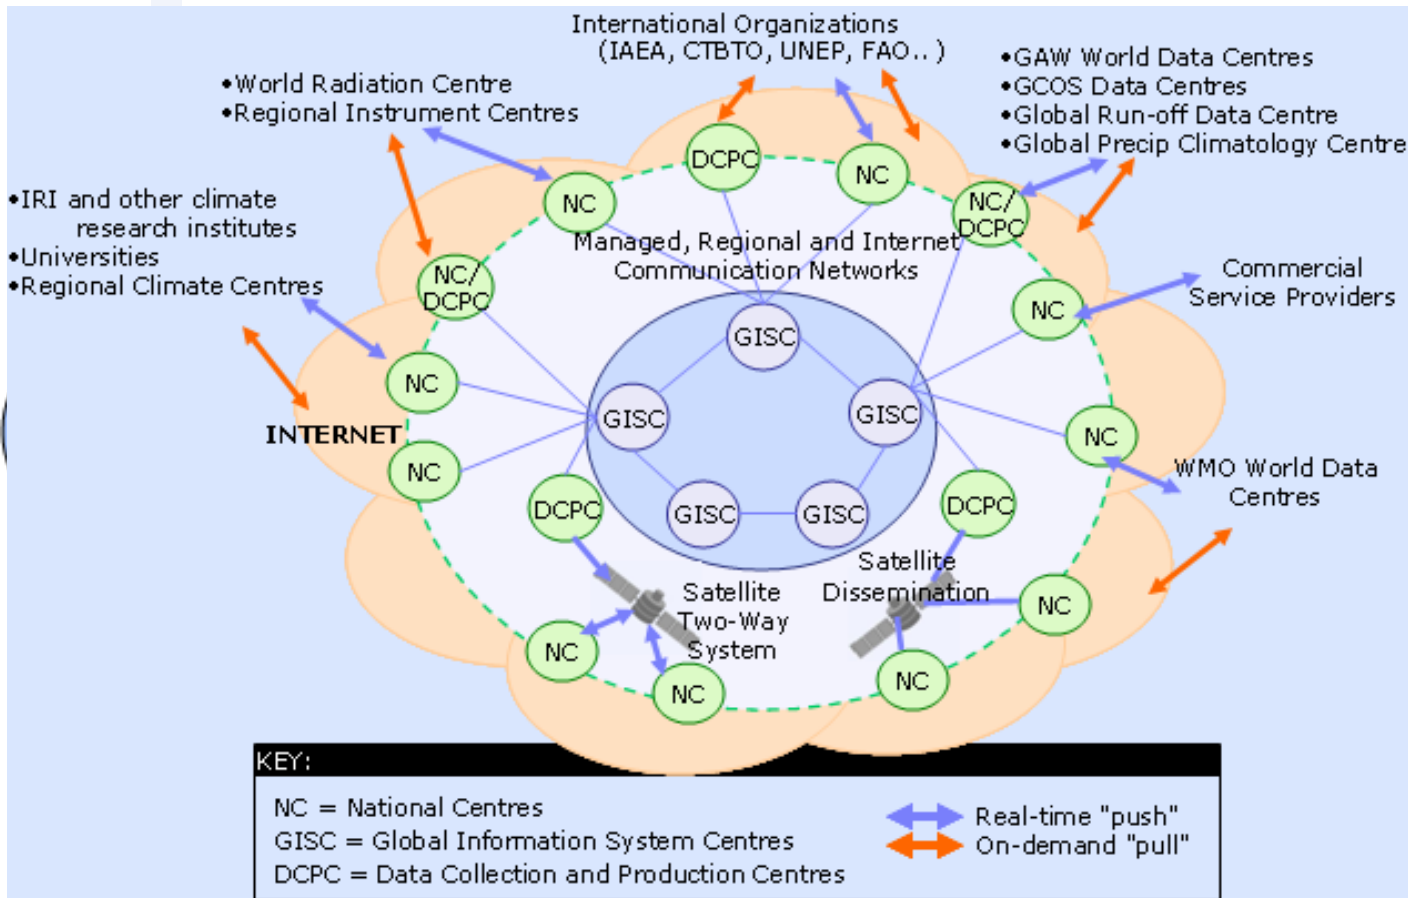 International Organizations
(IAEA, CTBTO, UNEP, FAO.. )
•World Radiation Centre
•Regional Instrument Centres
•GAW World Data Centres
•GCOS Data Centres
•Global Run-off Data Centre
•Global Precip Climatology Centre
•IRI and other climate
research institutes
•Universities
•Regional Climate Centres
DCPC
NC
NC
NC/
DCPC
Managed, Regional and Internet
Communication Networks
NC/
DCPC
Commercial
Service Providers
NC
GISC
NC
GISC
GISC
INTERNET
NC
NC
WMO World Data
Centres
DCPC
GISC
GISC
DCPC
Satellite
Two-Way
System
Satellite
Dissemination
NC
NC
NC
NC
KEY:
NC = National Centres
GISC = Global Information System Centres
DCPC = Data Collection and Production Centres
Real-time "push"
On-demand "pull"